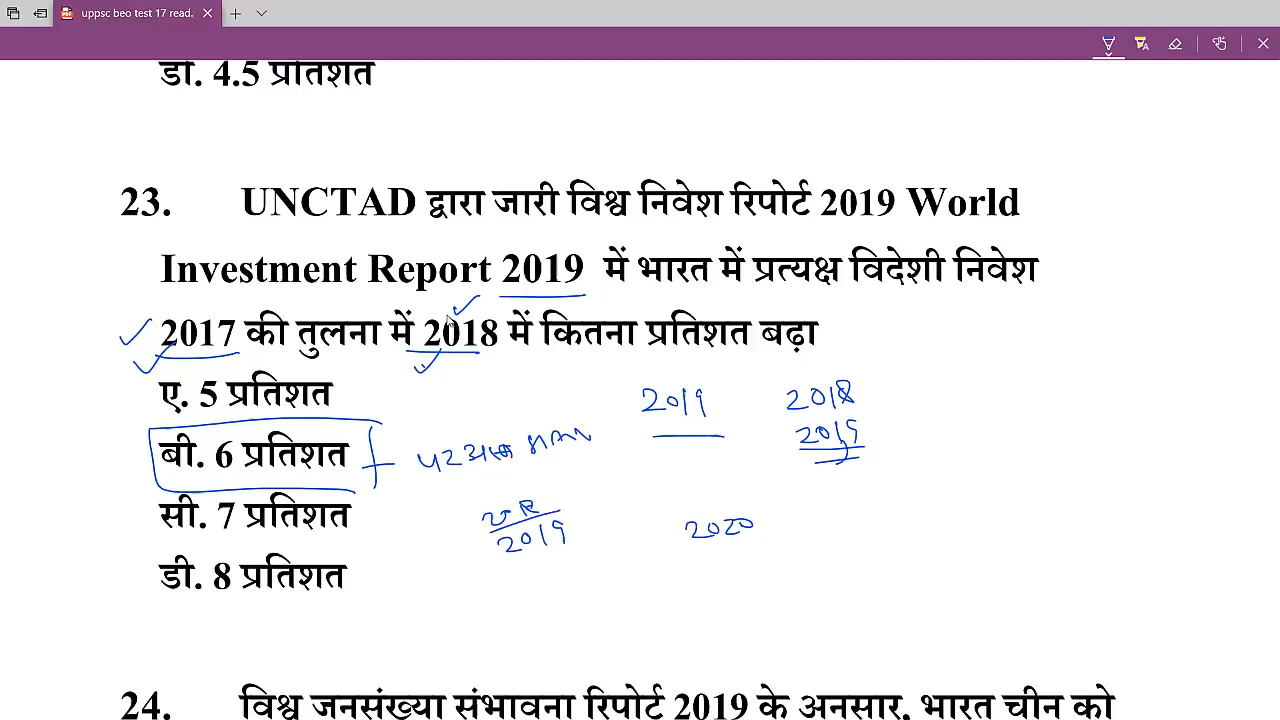 uppsc beo test 17 read.
डी. 4.5 प्रतिशत
23. UNCTAD द्वारा जारी विश्व निवेश रिपोर्ट 2019 World
Investment Report 2019 में भारत में प्रत्यक्ष विदेशी निवेश
2017 की तुलना में 2018 में कितना प्रतिशत बढ़ा
ए. 5 प्रतिशत
2019 2018
2019
बी. 6 प्रतिशत
सी. 7 प्रतिशत
2019 2020
डी. 8 प्रतिशत
24. विश्व जनसंख्या संभावना रिपोर्ट 2019 के अनुसार, भारत चीन को